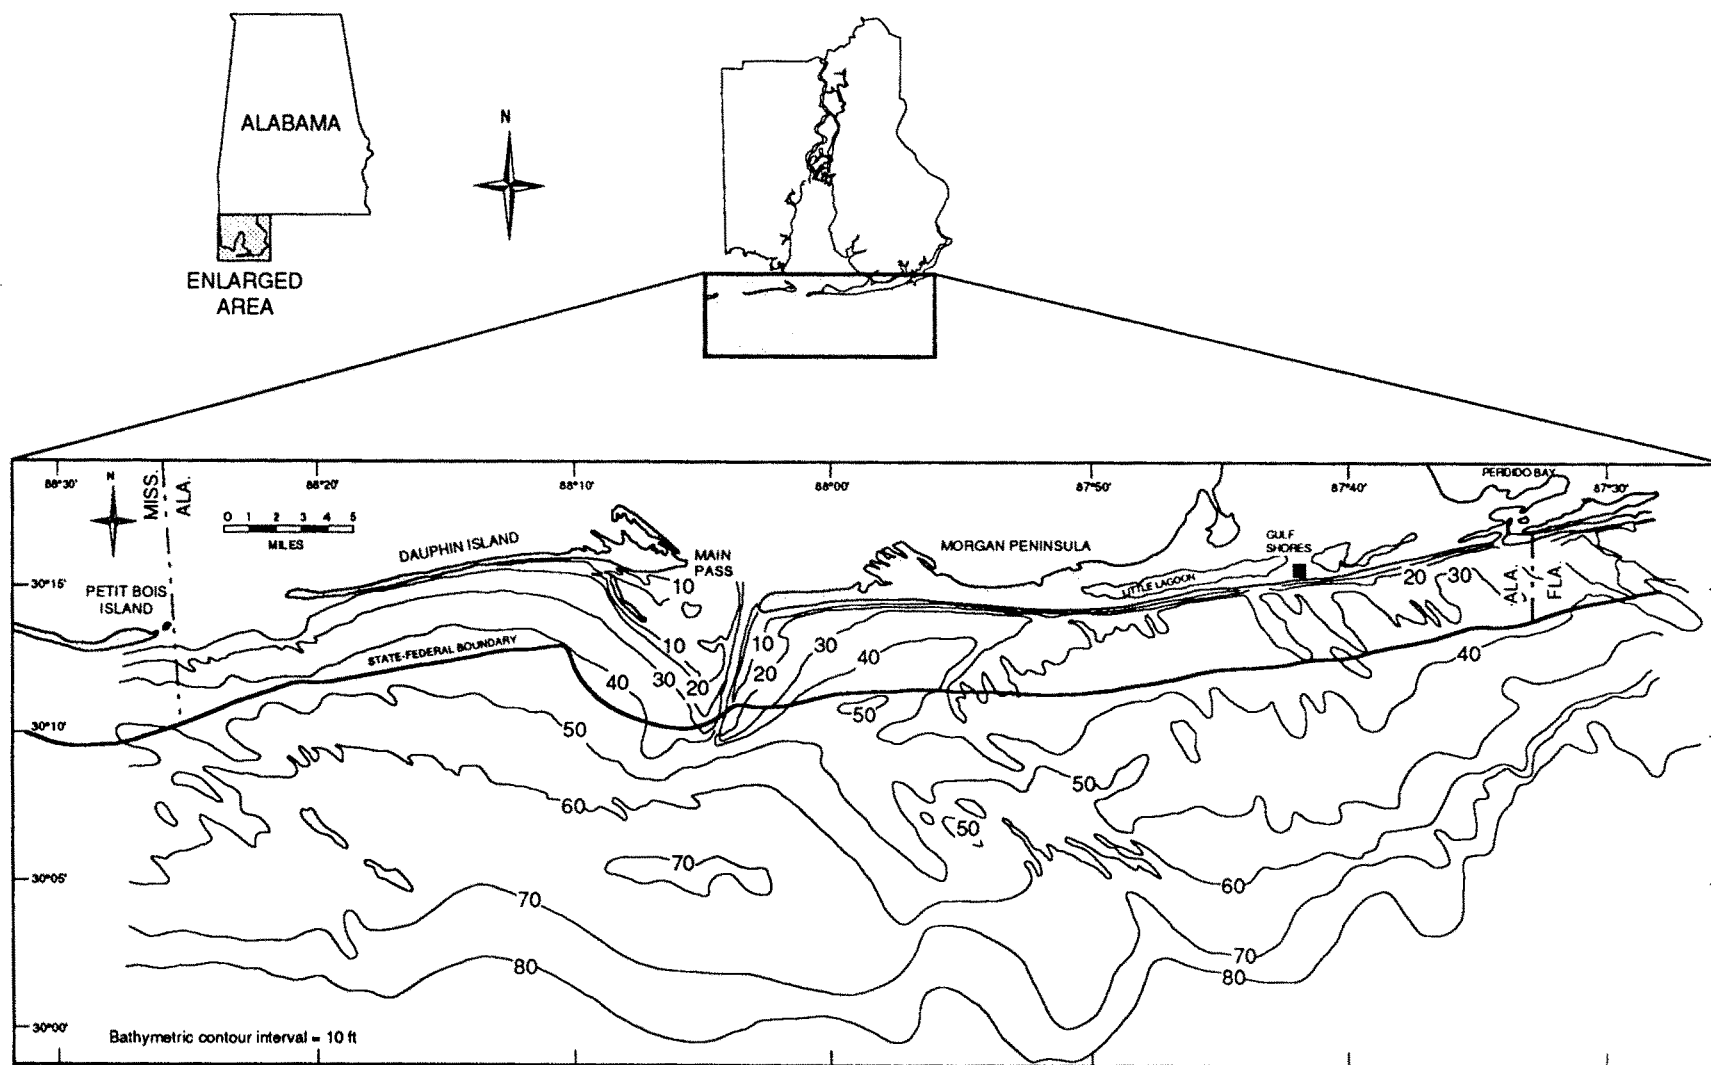 ALABAMA
N
ENLARGED
AREA
N
MISS.
ALA.
88°30'
88°20'
88°10'
88°00'
87°50'
87°40'
87°30'
PERDIDO BAY
0 1 2 3 4 5
MILES
DAUPHIN ISLAND
MAIN
PASS
MORGAN PENINSULA
GULF
SHORES
LITTLE LAGOON
30°15'
PETIT BOIS
ISLAND
10
20
30
ALA.
FLA.
STATE-FEDERAL BOUNDARY
10
10
30
40
40
40
30
20
20
50
50
30°10'
50
60
50
70
30°05'
60
70
70
80
80
30°00'
Bathymetric contour interval = 10 ft